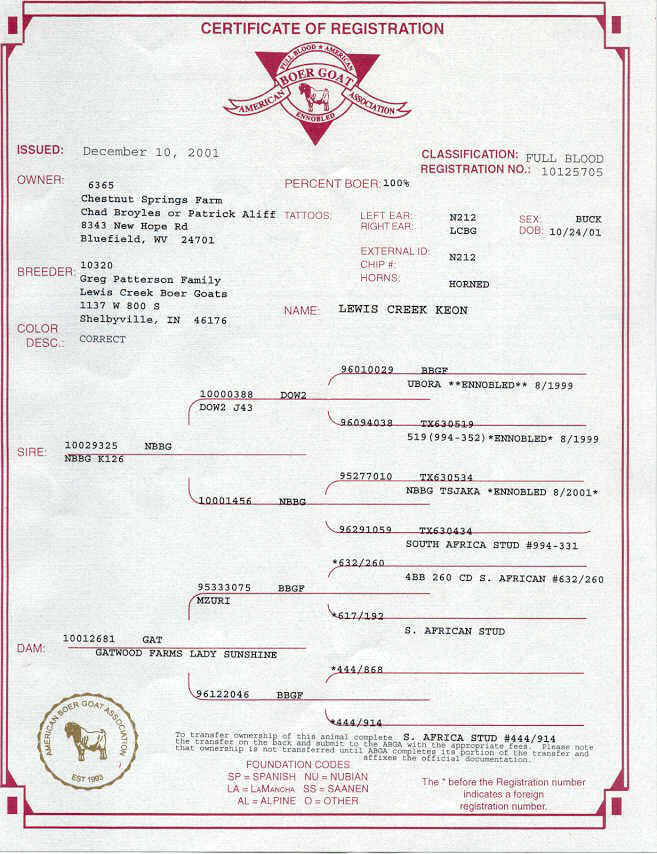 CERTIFICATE OF REGISTRATION
FULL BLOOD ★ AMERICAN
BOER GOAT
AMERICAN ASSOCIATION
ENNOBLED
ISSUED: December 10, 2001
CLASSIFICATION: FULL BLOOD
REGISTRATION NO.: 10125705
OWNER: 6365
Chestnut Springs Farm
Chad Broyles or Patrick Aliff
8343 New Hope Rd
Bluefield, WV 24701
PERCENT BOER: 100%
TATTOOS: LEFT EAR: N212
RIGHT EAR: LCBG
SEX: BUCK
DOB: 10/24/01
EXTERNAL ID: N212
CHIP #:
HORNS: HORNED
BREEDER: 10320
Greg Patterson Family
Lewis Creek Boer Goats
1137 W 800 S
Shelbyville, IN 46176
NAME: LEWIS CREEK KEON
COLOR
DESC.: CORRECT
96010029 BBGF
UBORA **ENNOBLED** 8/1999
10000388 DOW2
DOW2 J43
96094038 TX630519
519(994-352)*ENNOBLED* 8/1999
SIRE: 10029325 NBBG
NBBG K126
95277010 TX630534
NBBG TSJAKA *ENNOBLED 8/2001*
10001456 NBBG
96291059 TX630434
SOUTH AFRICA STUD #994-331
*632/260
4BB 260 CD S. AFRICAN #632/260
95333075 BBGF
MZURI
*617/192
S. AFRICAN STUD
DAM: 10012681 GAT
GATWOOD FARMS LADY SUNSHINE
*444/868
96122046 BBGF
*444/914
S. AFRICA STUD #444/914
AMERICAN BOER GOAT ASSOCIATION
EST 1993
To transfer ownership of this animal complete
the transfer on the back and submit to the ABGA with the appropriate fees. Please note
that ownership is not transferred until ABGA completes its portion of the transfer and
affixes the official documentation.
FOUNDATION CODES
SP = SPANISH NU = NUBIAN
LA = LAMANCHA SS = SAANEN
AL = ALPINE O = OTHER
The * before the Registration number
indicates a foreign
registration number.